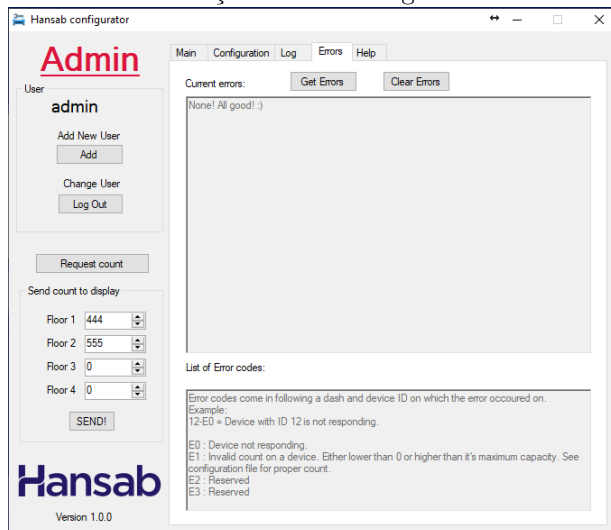 Hansab configurator
Admin
User
admin
Add New User
Add
Change User
Log Out
Request count
Send count to display
Floor 1 444
Floor 2 555
Floor 3 0
Floor 4 0
SEND!
Hansab
Version 1.0.0
Main Configuration Log Errors Help
Current errors: Get Errors Clear Errors
None! All good! :)
List of Error codes:
Error codes come in following a dash and device ID on which the error occoured on.
Example:
12-E0 = Device with ID 12 is not responding.
E0 : Device not responding.
E1 : Invalid count on a device. Either lower than 0 or higher than it's maximum capacity. See
configuration file for proper count.
E2 : Reserved
E3 : Reserved